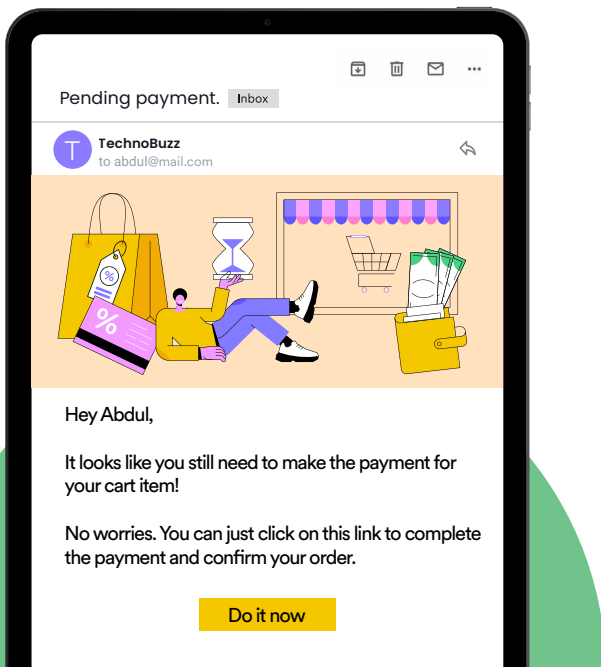 Pending payment. Inbox
T
TechnoBuzz
to abdul@mail.com
%
%
Hey Abdul,
It looks like you still need to make the payment for
your cart item!
No worries. You can just click on this link to complete
the payment and confirm your order.
Do it now